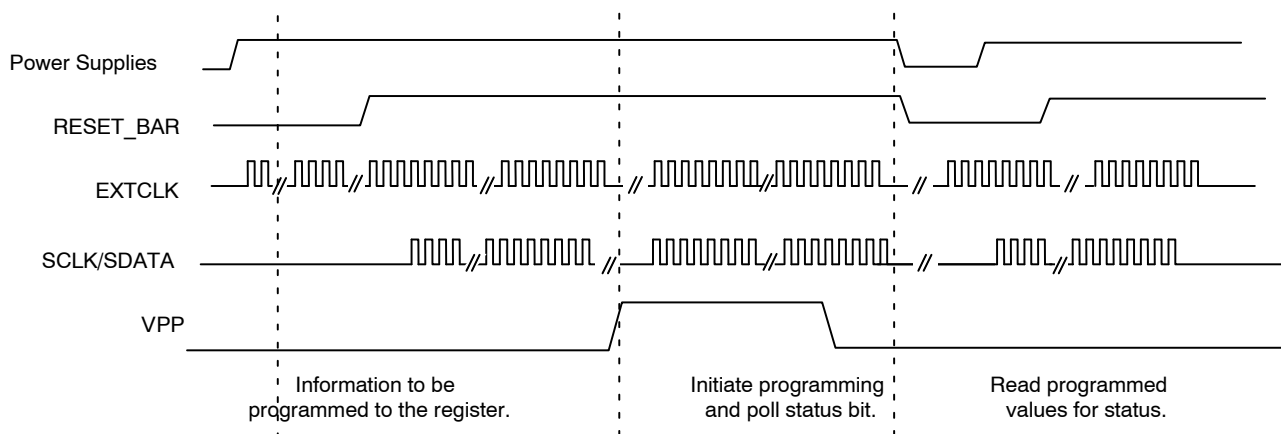 Power Supplies
RESET_BAR
EXTCLK
SCLK/SDATA
VPP
Information to be
programmed to the register.
Initiate programming
and poll status bit.
Read programmed
values for status.